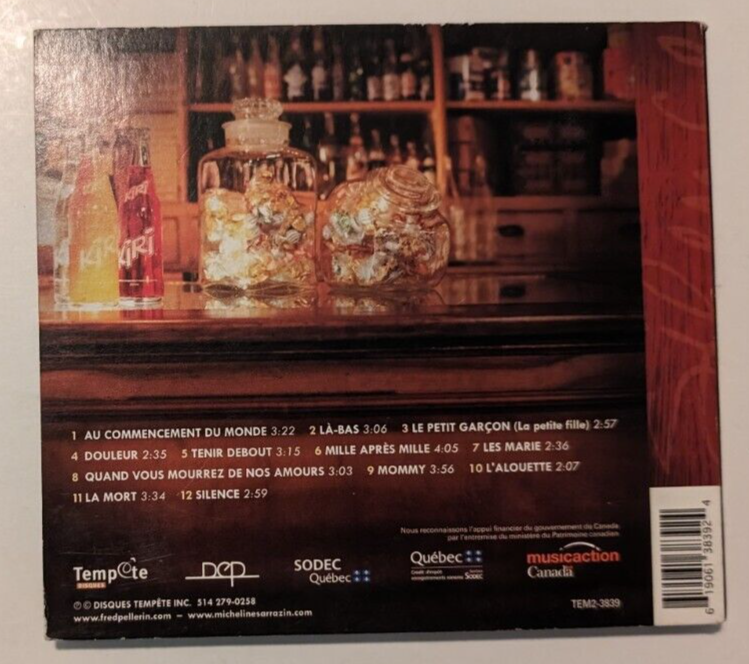 KIRI
KIRI
KIRI
1 AU COMMENCEMENT DU MONDE 3:22 2 LÀ-BAS 3:06 3 LE PETIT GARÇON (La petite fille) 2:57
4 DOULEUR 2:35 5 TENIR DEBOUT 3:15 6 MILLE APRÈS MILLE 4:05 7 LES MARIE 2:36
8 QUAND VOUS MOURREZ DE NOS AMOURS 3:03 9 MOMMY 3:56 10 L'ALOUETTE 2:07
11 LA MORT 3:34 12 SILENCE 2:59
Nous reconnaissons l'appui financier du gouvernement du Canada
par l'entremise du ministère du Patrimoine canadien.
Tempête
DISQUES
DEP
SODEC
Québec
Québec
SODEC
musicaction
Canada
℗ © DISQUES TEMPÊTE INC. 514 279-0258
www.fredpellerin.com – www.michelinesarrazin.com
TEM2-3839
6 19061 38392 4